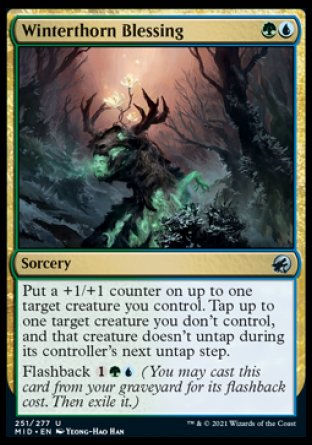 Winterthorn Blessing
Sorcery
Put a +1/+1 counter on up to one
target creature you control. Tap up to
one target creature you don't control,
and that creature doesn't untap during
its controller's next untap step.
Flashback 1 (You may cast this
card from your graveyard for its flashback
cost. Then exile it.)
251/277 U
MID • EN Yeong-Hao Han
™ & © 2021 Wizards of the Coast